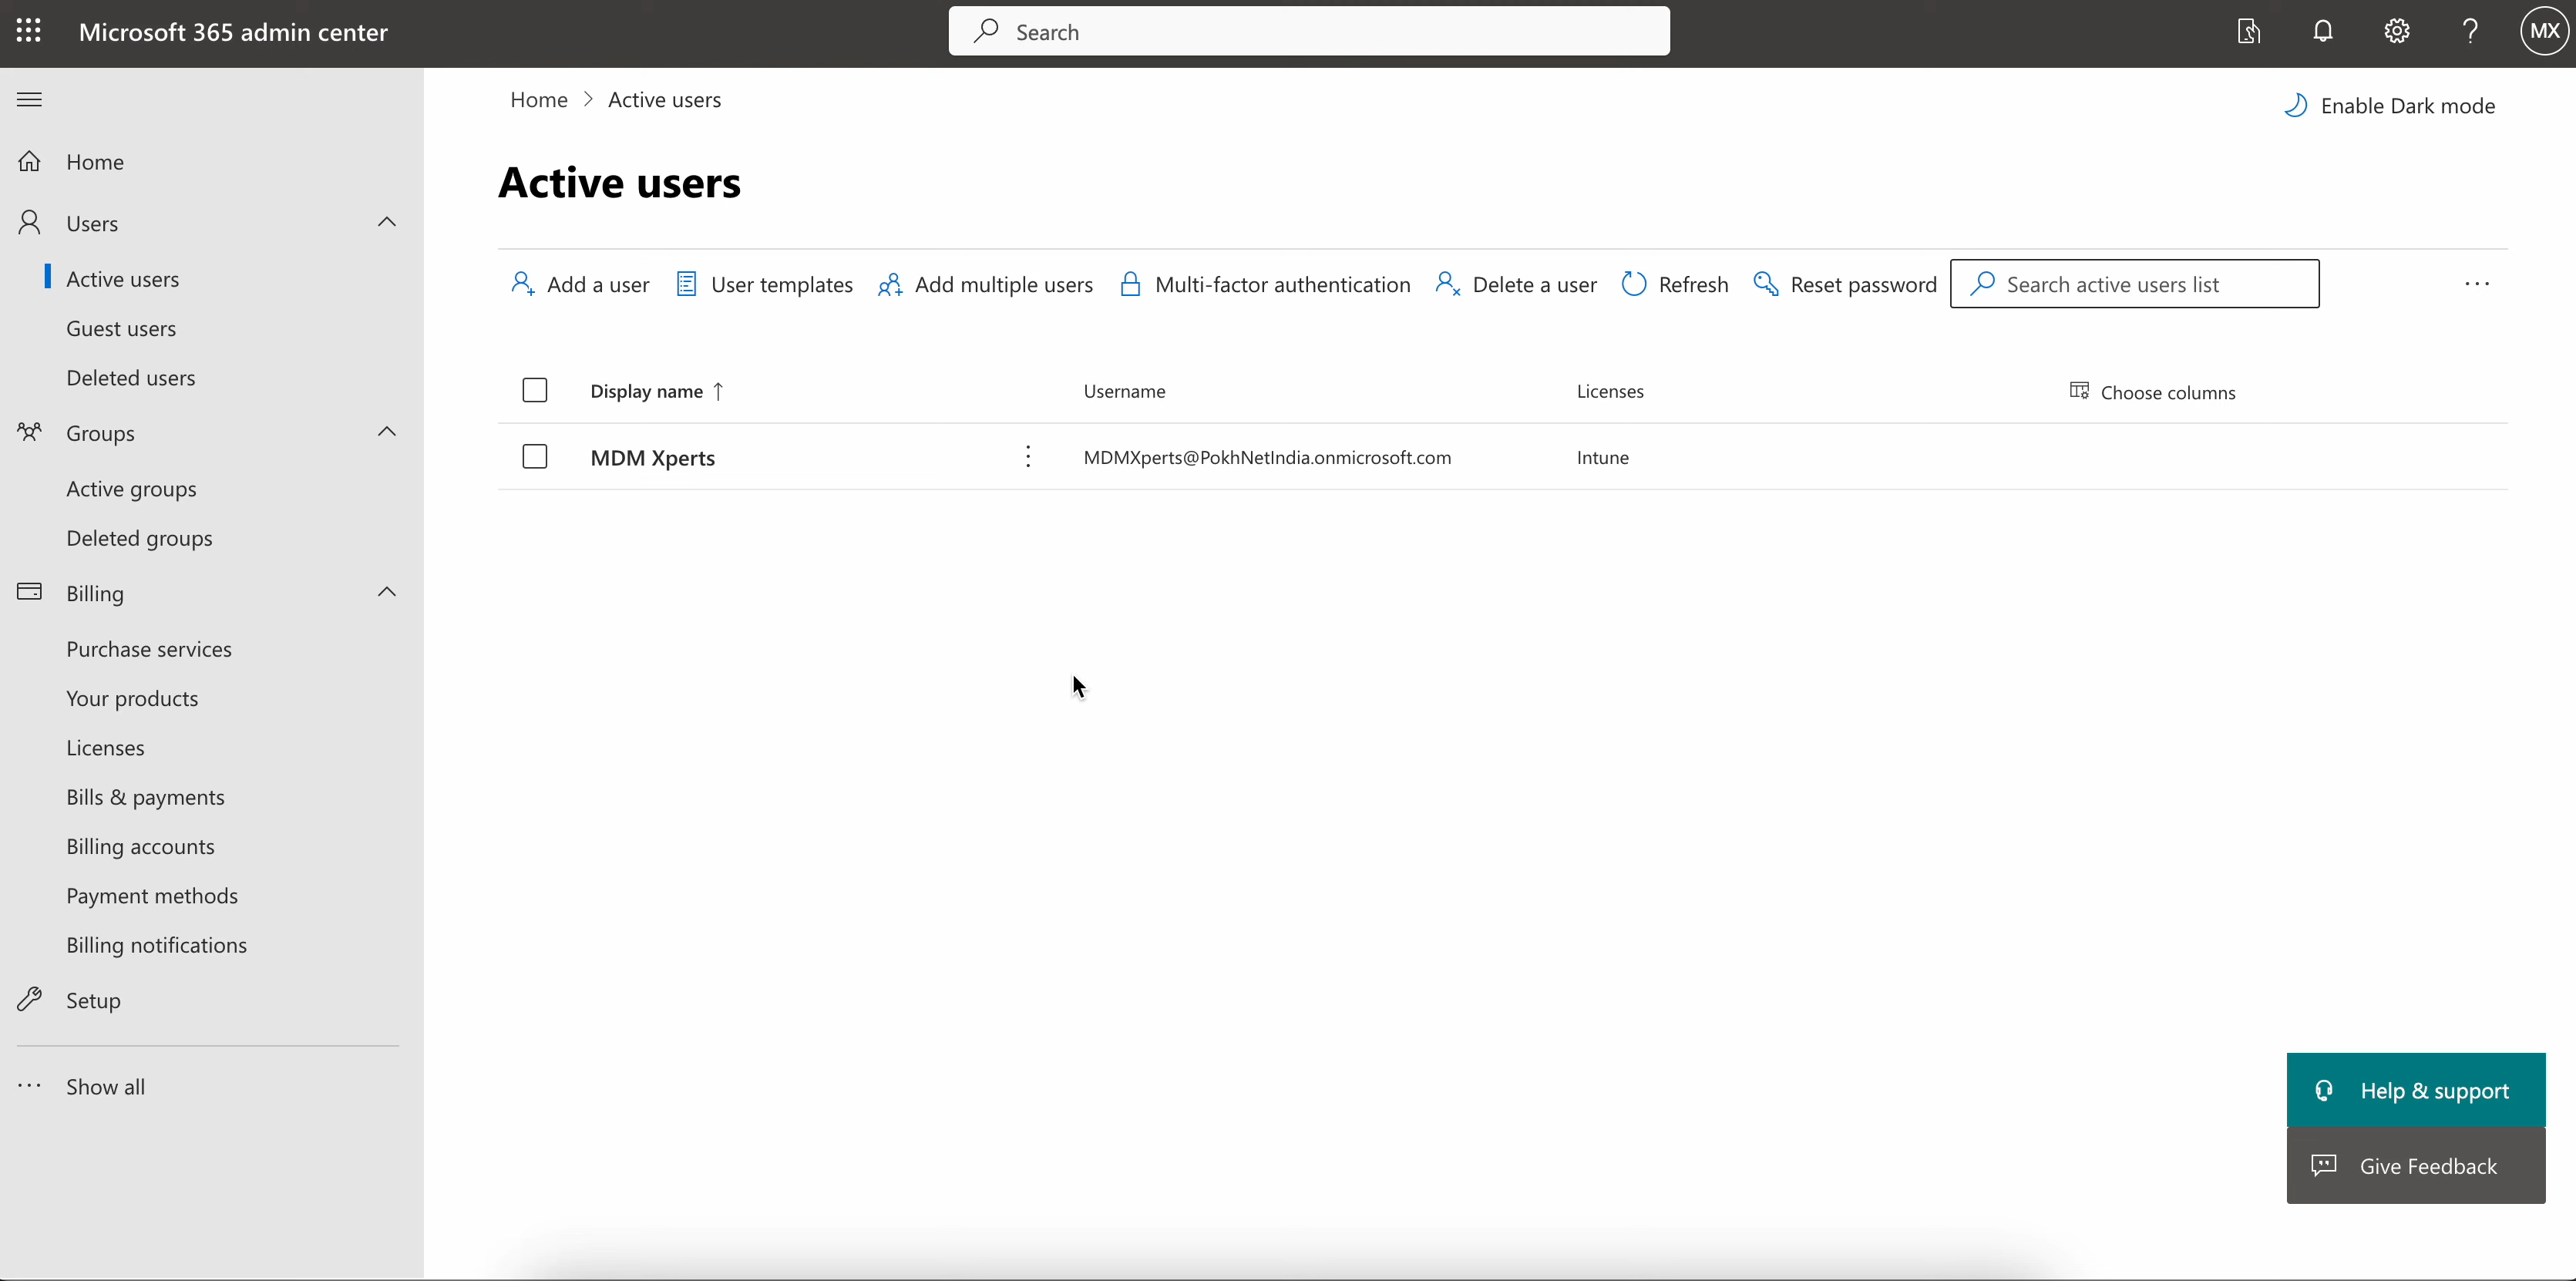 Microsoft 365 admin center
Search
MX
Home > Active users
Enable Dark mode
Home
Users
Active users
Guest users
Deleted users
Groups
Active groups
Deleted groups
Billing
Purchase services
Your products
Licenses
Bills & payments
Billing accounts
Payment methods
Billing notifications
Setup
Show all
Active users
Add a user
User templates
Add multiple users
Multi-factor authentication
Delete a user
Refresh
Reset password
Search active users list
Display name ↑
Username
Licenses
Choose columns
MDM Xperts
MDMXperts@PokhNetIndia.onmicrosoft.com
Intune
Help & support
Give Feedback